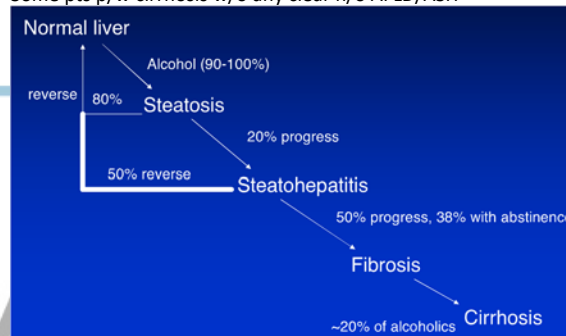 Normal liver
Alcohol (90-100%)
reverse
80%
Steatosis
20% progress
50% reverse
Steatohepatitis
50% progress, 38% with abstinence
Fibrosis
Cirrhosis
~20% of alcoholics